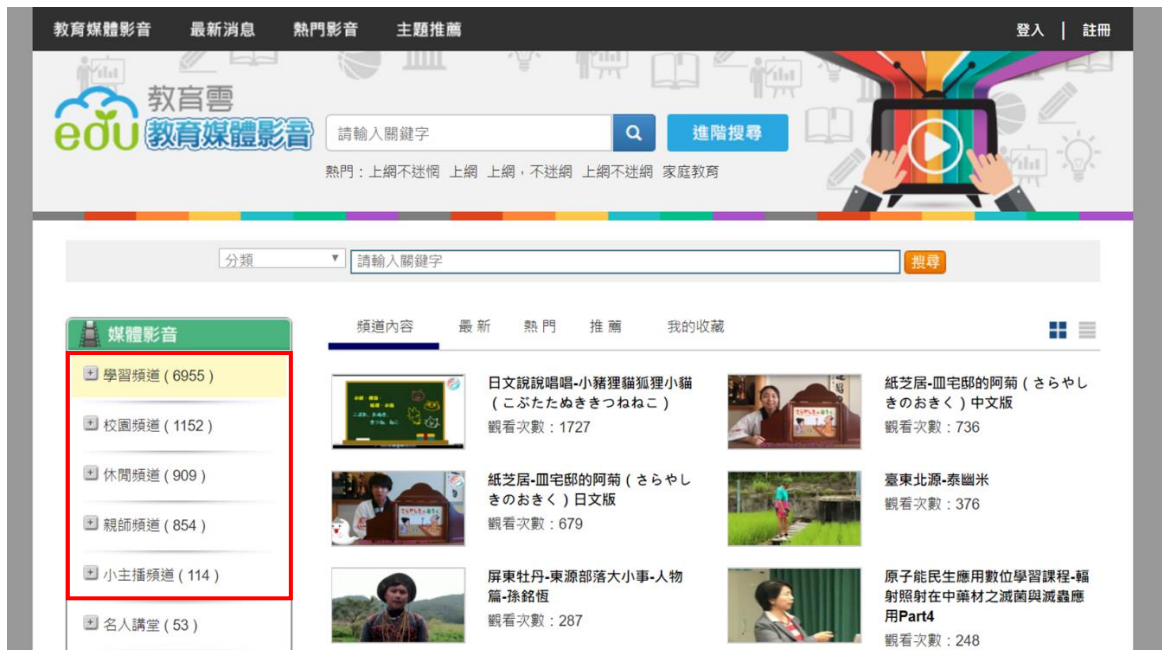 教育媒體影音 最新消息 熱門影音 主題推薦 登入 | 註冊
教育雲
edu 教育媒體影音
請輸入關鍵字 進階搜尋
熱門：上網不迷惘 上網 上網，不迷網 上網不迷網 家庭教育
分類 請輸入關鍵字 搜尋
媒體影音
學習頻道 ( 6955 )
校園頻道 ( 1152 )
休閒頻道 ( 909 )
親師頻道 ( 854 )
小主播頻道 ( 114 )
名人講堂 ( 53 )
頻道內容 最新 熱門 推薦 我的收藏
日文說說唱唱-小豬狸貓狐狸小貓
（こぶたたぬききつねねこ）
觀看次數：1727
紙芝居-皿宅邸的阿菊（さらやし
きのおきく）中文版
觀看次數：736
紙芝居-皿宅邸的阿菊（さらやし
きのおきく）日文版
觀看次數：679
臺東北源-泰幽米
觀看次數：376
屏東牡丹-東源部落大小事-人物
篇-孫銘恆
觀看次數：287
原子能民生應用數位學習課程-輻
射照射在中藥材之滅菌與滅蟲應
用Part4
觀看次數：248